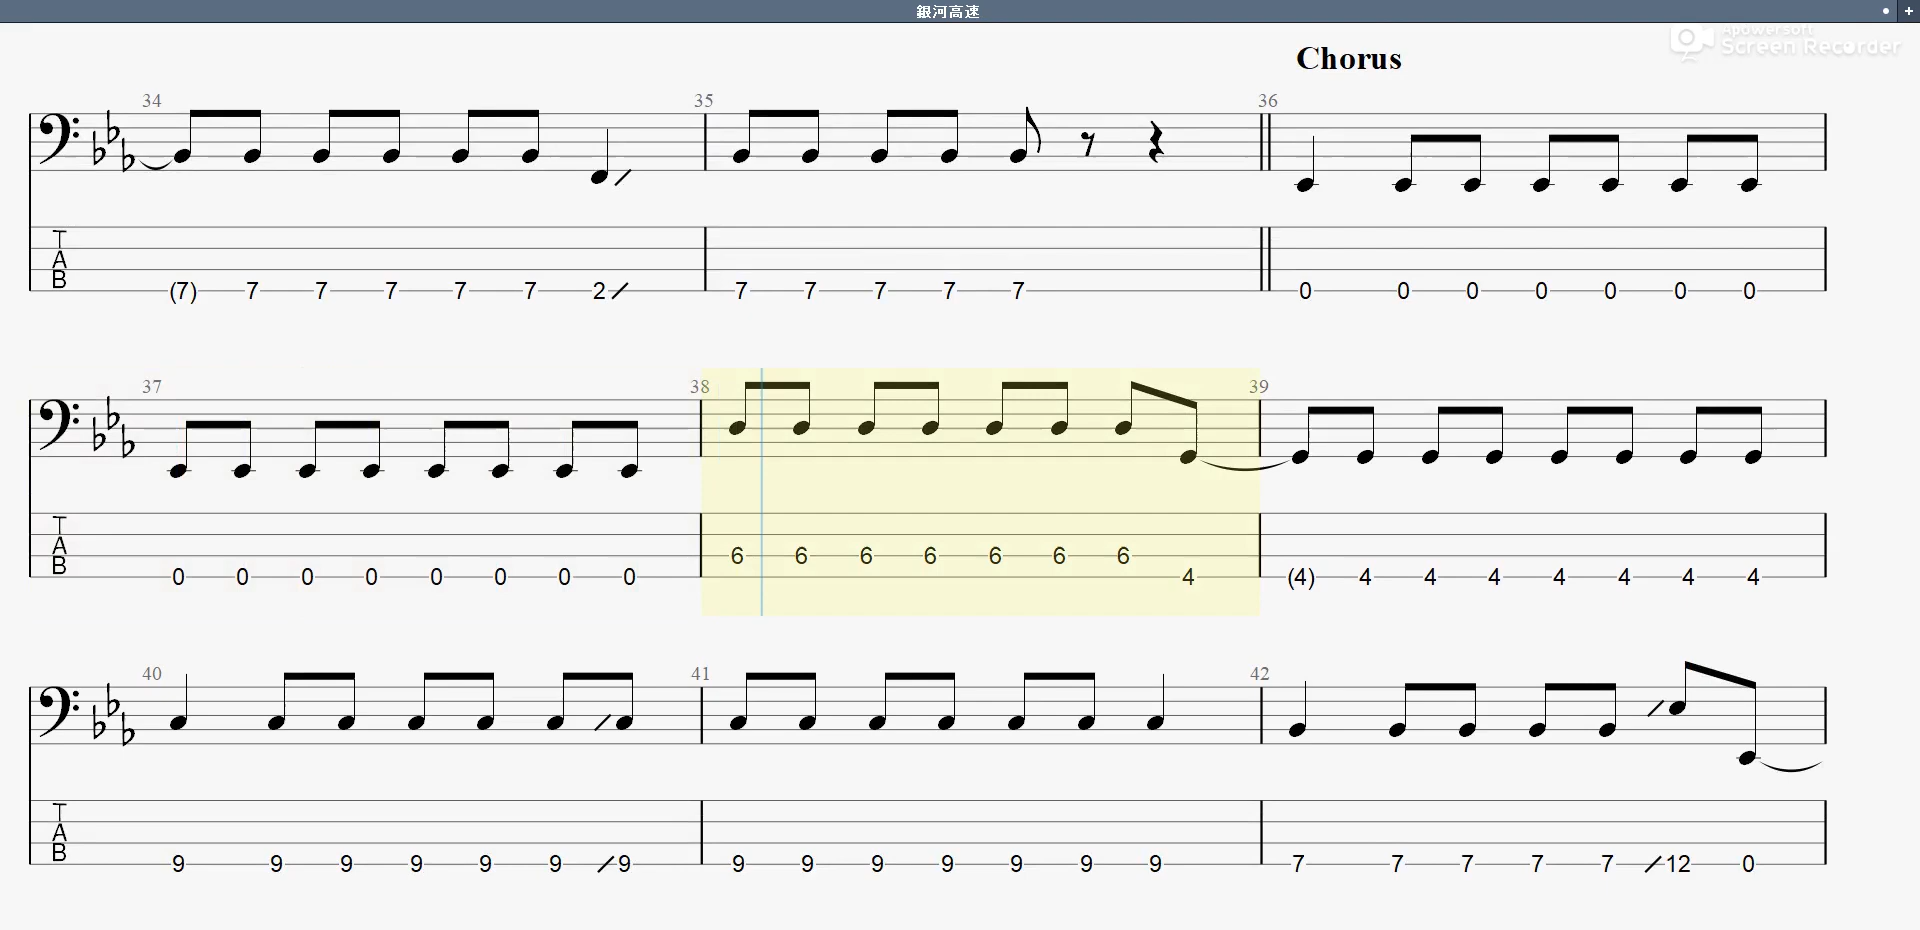 銀河高速
Apowersoft
Screen Recorder
Chorus
34 35 36
T
A
B
(7) 7 7 7 7 7 2 7 7 7 7 7 0 0 0 0 0 0 0
37 38 39
T
A
B
6 6 6 6 6 6 6
0 0 0 0 0 0 0 0 4 (4) 4 4 4 4 4 4 4
40 41 42
T
A
B
9 9 9 9 9 9 9 9 9 9 9 9 9 9 7 7 7 7 7 12 0